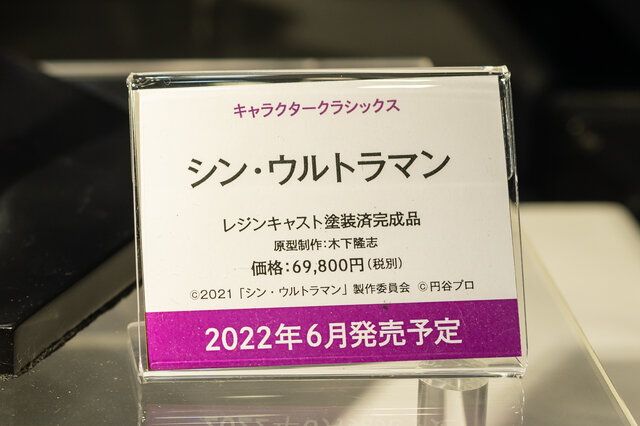 キャラクタークラシックス
シン・ウルトラマン
レジンキャスト塗装済完成品
原型制作:木下隆志
価格:69,800円(税別)
©2021「シン・ウルトラマン」製作委員会 ©円谷プロ
2022年6月発売予定